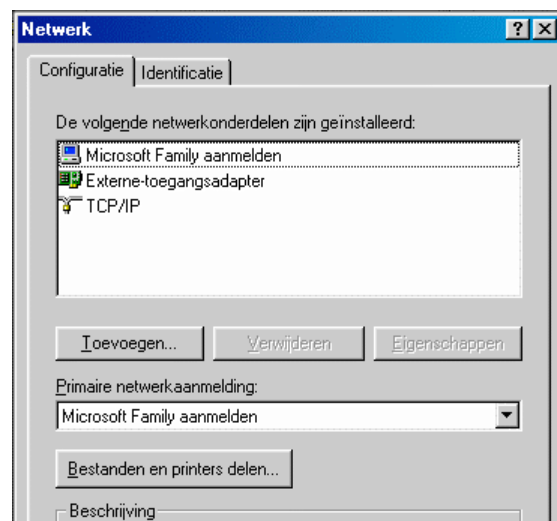 Netwerk
Configuratie Identificatie
De volgende netwerkonderdelen zijn geïnstalleerd:
Microsoft Family aanmelden
Externe-toegangsadapter
TCP/IP
Toevoegen... Verwijderen Eigenschappen
Primaire netwerkaanmelding:
Microsoft Family aanmelden
Bestanden en printers delen...
Beschrijving